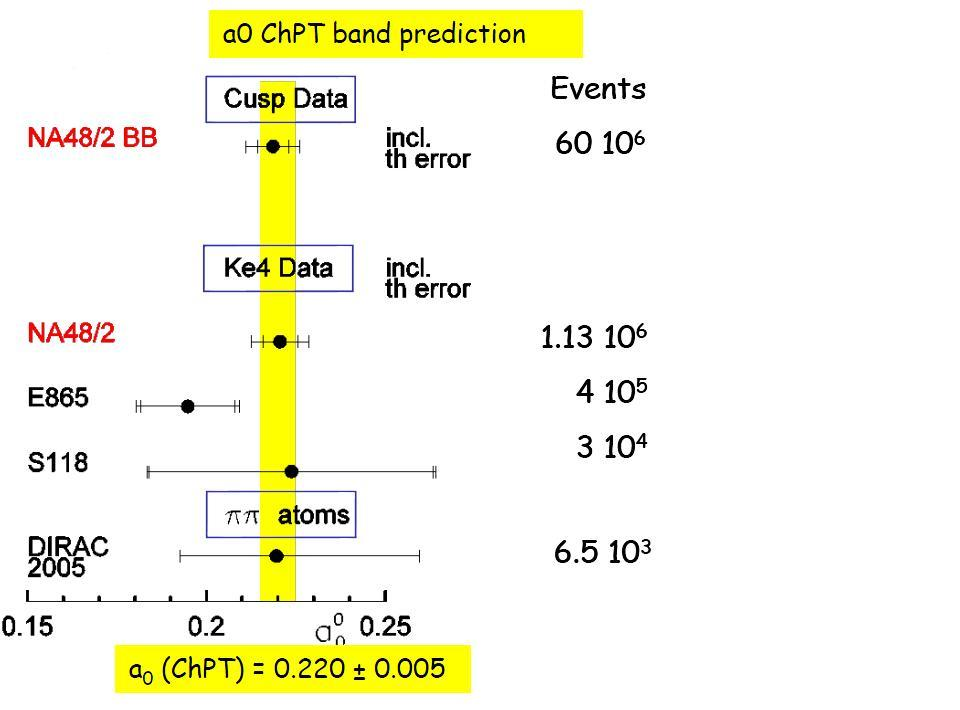 a0 ChPT band prediction
Events
Cusp Data
NA48/2 BB
incl.
th error
60 10⁶
Ke4 Data
incl.
th error
NA48/2
1.13 10⁶
E865
4 10⁵
S118
3 10⁴
ππ atoms
DIRAC
2005
6.5 10³
0.15 0.2 a₀⁰ 0.25
a₀ (ChPT) = 0.220 ± 0.005